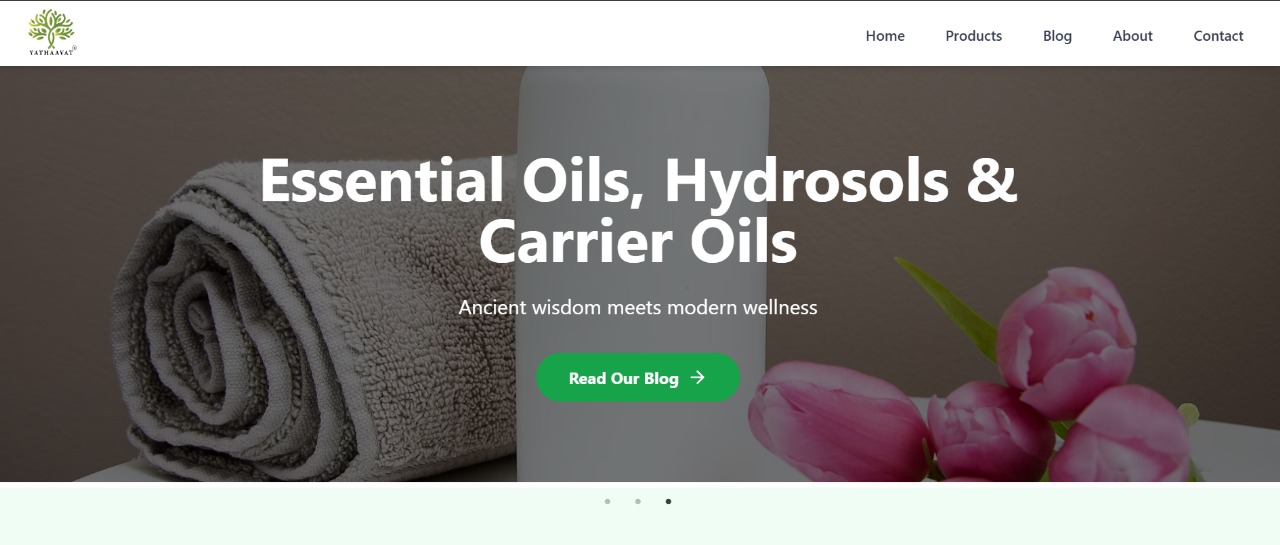 YATHAAVAT®
Home
Products
Blog
About
Contact
Essential Oils, Hydrosols &
Carrier Oils
Ancient wisdom meets modern wellness
Read Our Blog →